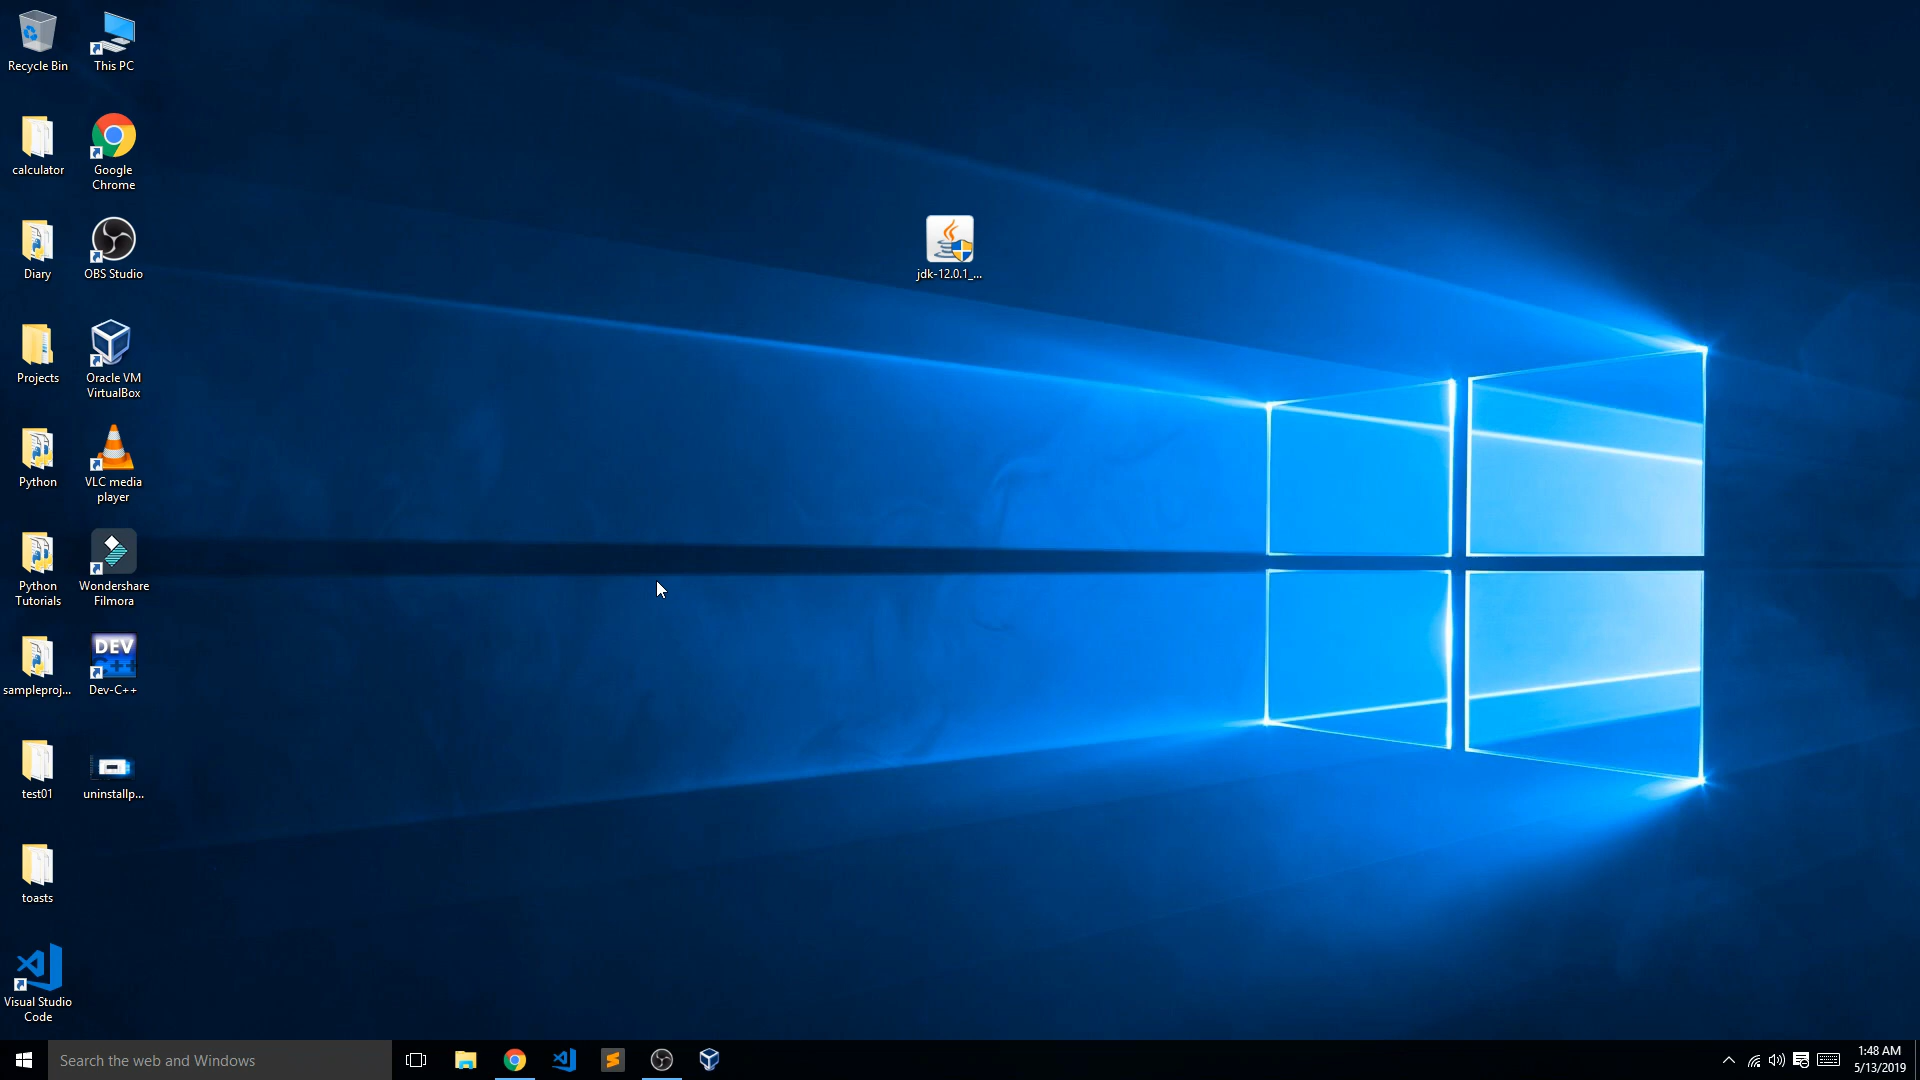 Recycle Bin
This PC
calculator
Google
Chrome
Diary
OBS Studio
jdk-12.0.1_...
Projects
Oracle VM
VirtualBox
Python
VLC media
player
Python
Tutorials
Wondershare
Filmora
sampleproj...
DEV
C++
Dev-C++
test01
uninstallp...
toasts
Visual Studio
Code
Search the web and Windows
1:48 AM
5/13/2019